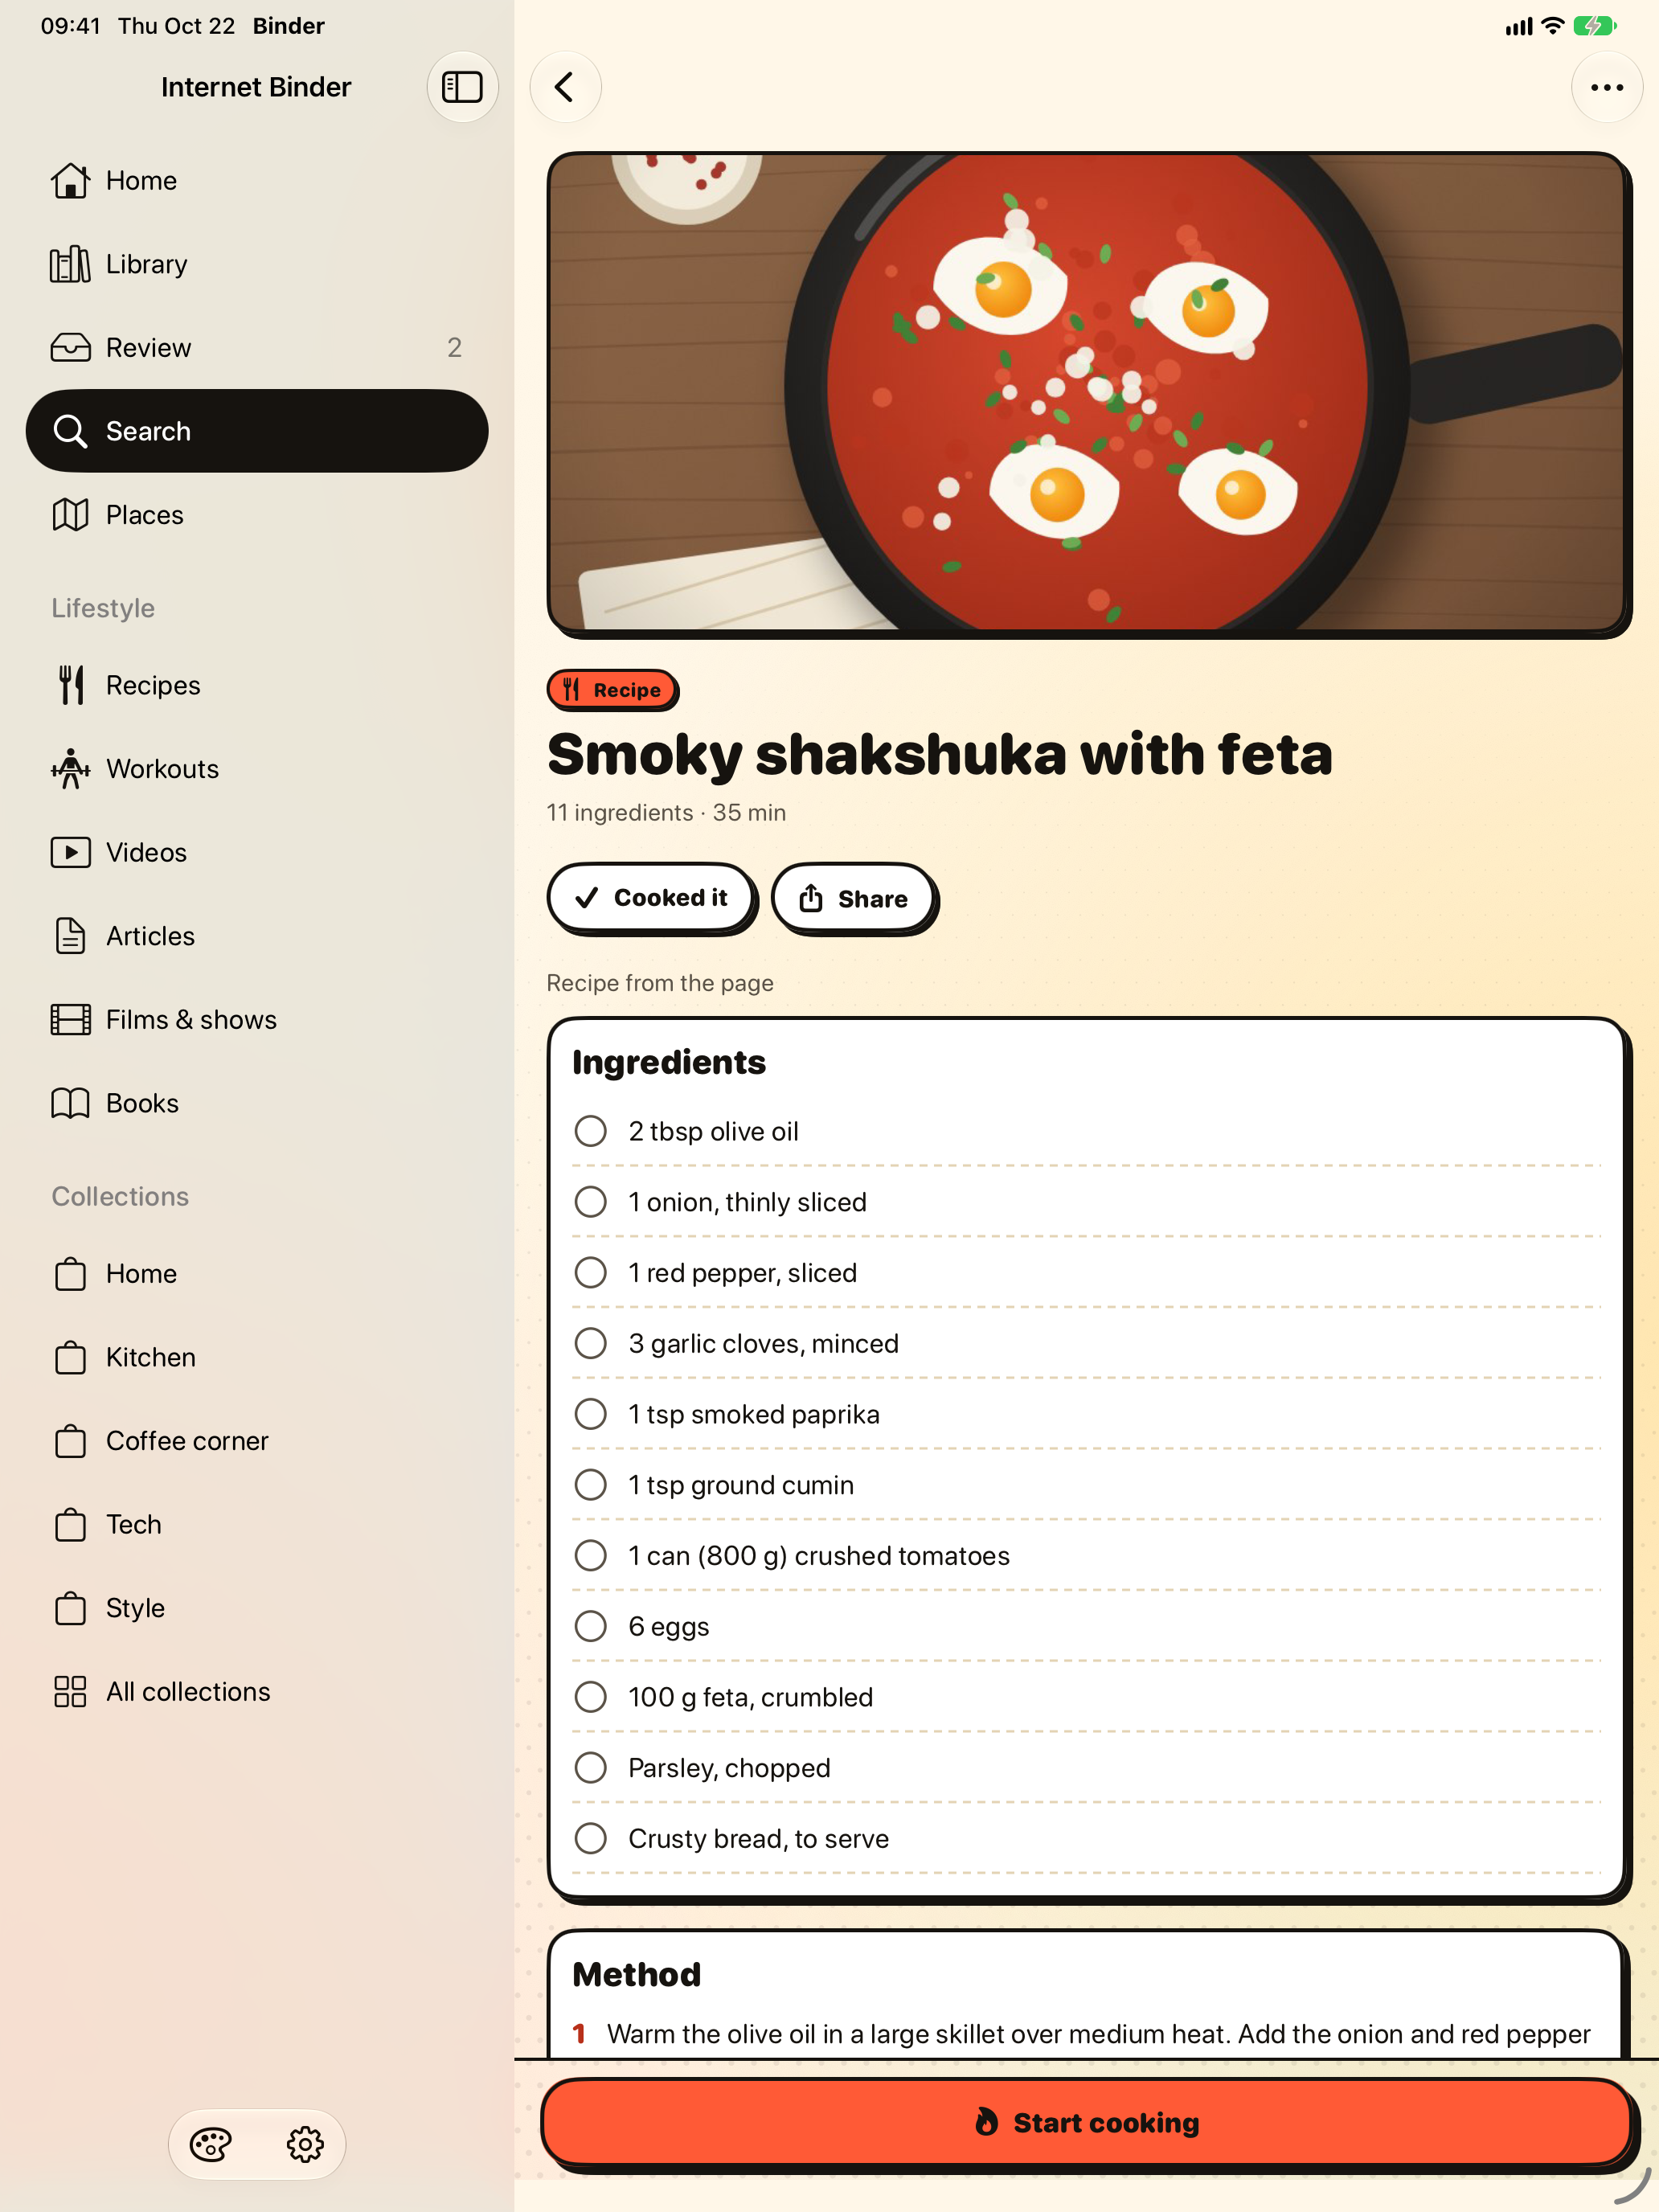 09:41 Thu Oct 22 Binder
Internet Binder
Home
Library
Review 2
Search
Places
Lifestyle
Recipes
Workouts
Videos
Articles
Films & shows
Books
Collections
Home
Kitchen
Coffee corner
Tech
Style
All collections
Recipe
Smoky shakshuka with feta
11 ingredients · 35 min
Cooked it
Share
Recipe from the page
Ingredients
2 tbsp olive oil
1 onion, thinly sliced
1 red pepper, sliced
3 garlic cloves, minced
1 tsp smoked paprika
1 tsp ground cumin
1 can (800 g) crushed tomatoes
6 eggs
100 g feta, crumbled
Parsley, chopped
Crusty bread, to serve
Method
1 Warm the olive oil in a large skillet over medium heat. Add the onion and red pepper
Start cooking